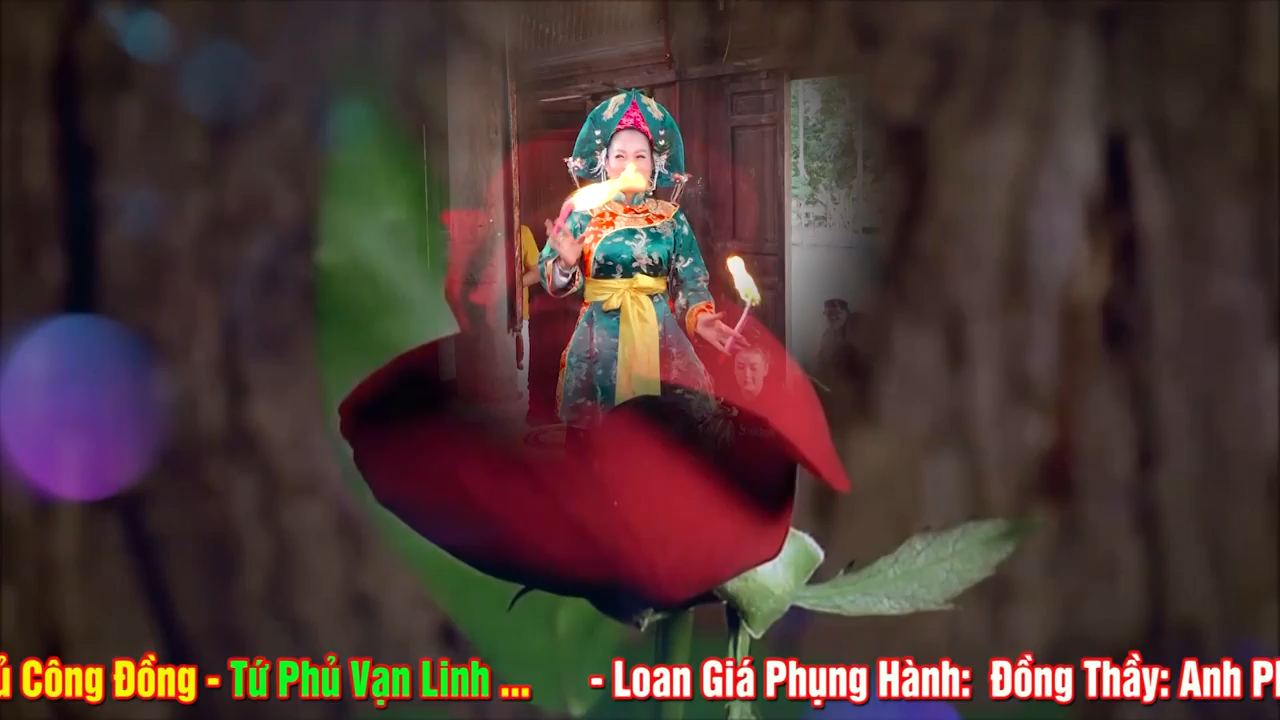 Công Đồng - Tứ Phủ Vạn Linh ... - Loan Giá Phụng Hành: Đồng Thầy: Anh